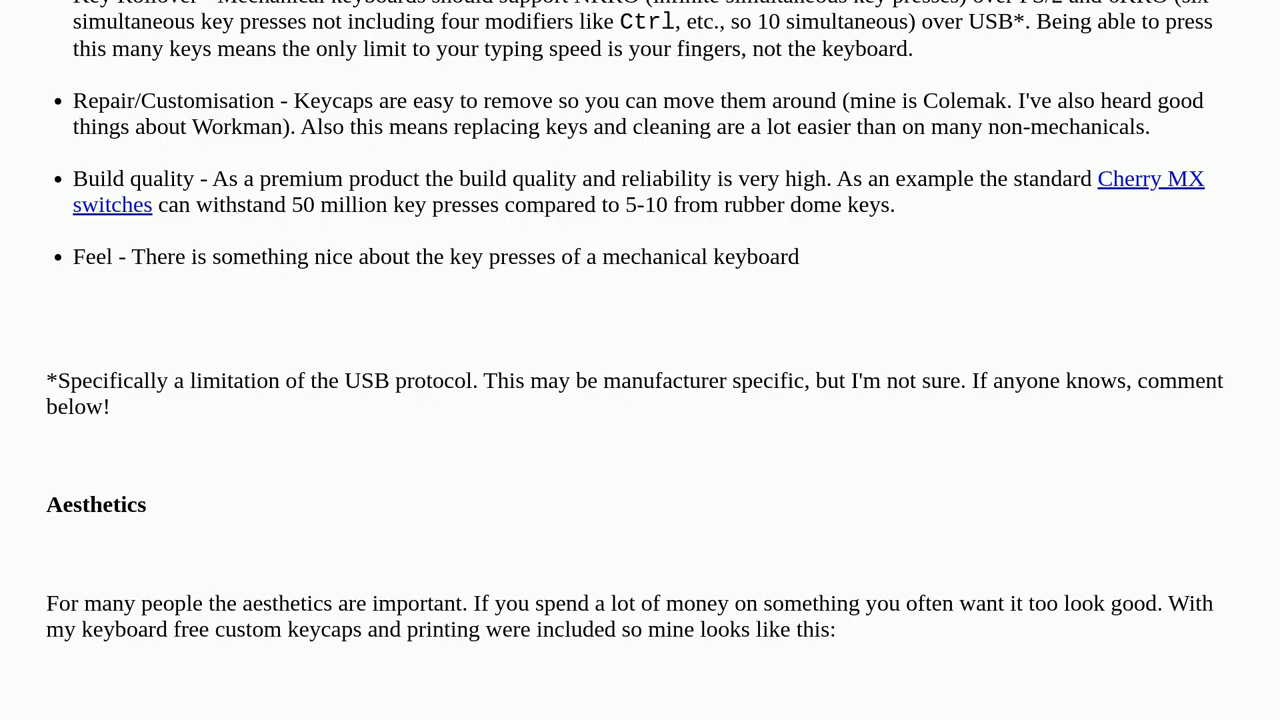 simultaneous key presses not including four modifiers like Ctrl, etc., so 10 simultaneous) over USB*. Being able to press
this many keys means the only limit to your typing speed is your fingers, not the keyboard.
• Repair/Customisation - Keycaps are easy to remove so you can move them around (mine is Colemak. I've also heard good
things about Workman). Also this means replacing keys and cleaning are a lot easier than on many non-mechanicals.
• Build quality - As a premium product the build quality and reliability is very high. As an example the standard Cherry MX
switches can withstand 50 million key presses compared to 5-10 from rubber dome keys.
• Feel - There is something nice about the key presses of a mechanical keyboard
*Specifically a limitation of the USB protocol. This may be manufacturer specific, but I'm not sure. If anyone knows, comment
below!
Aesthetics
For many people the aesthetics are important. If you spend a lot of money on something you often want it too look good. With
my keyboard free custom keycaps and printing were included so mine looks like this: